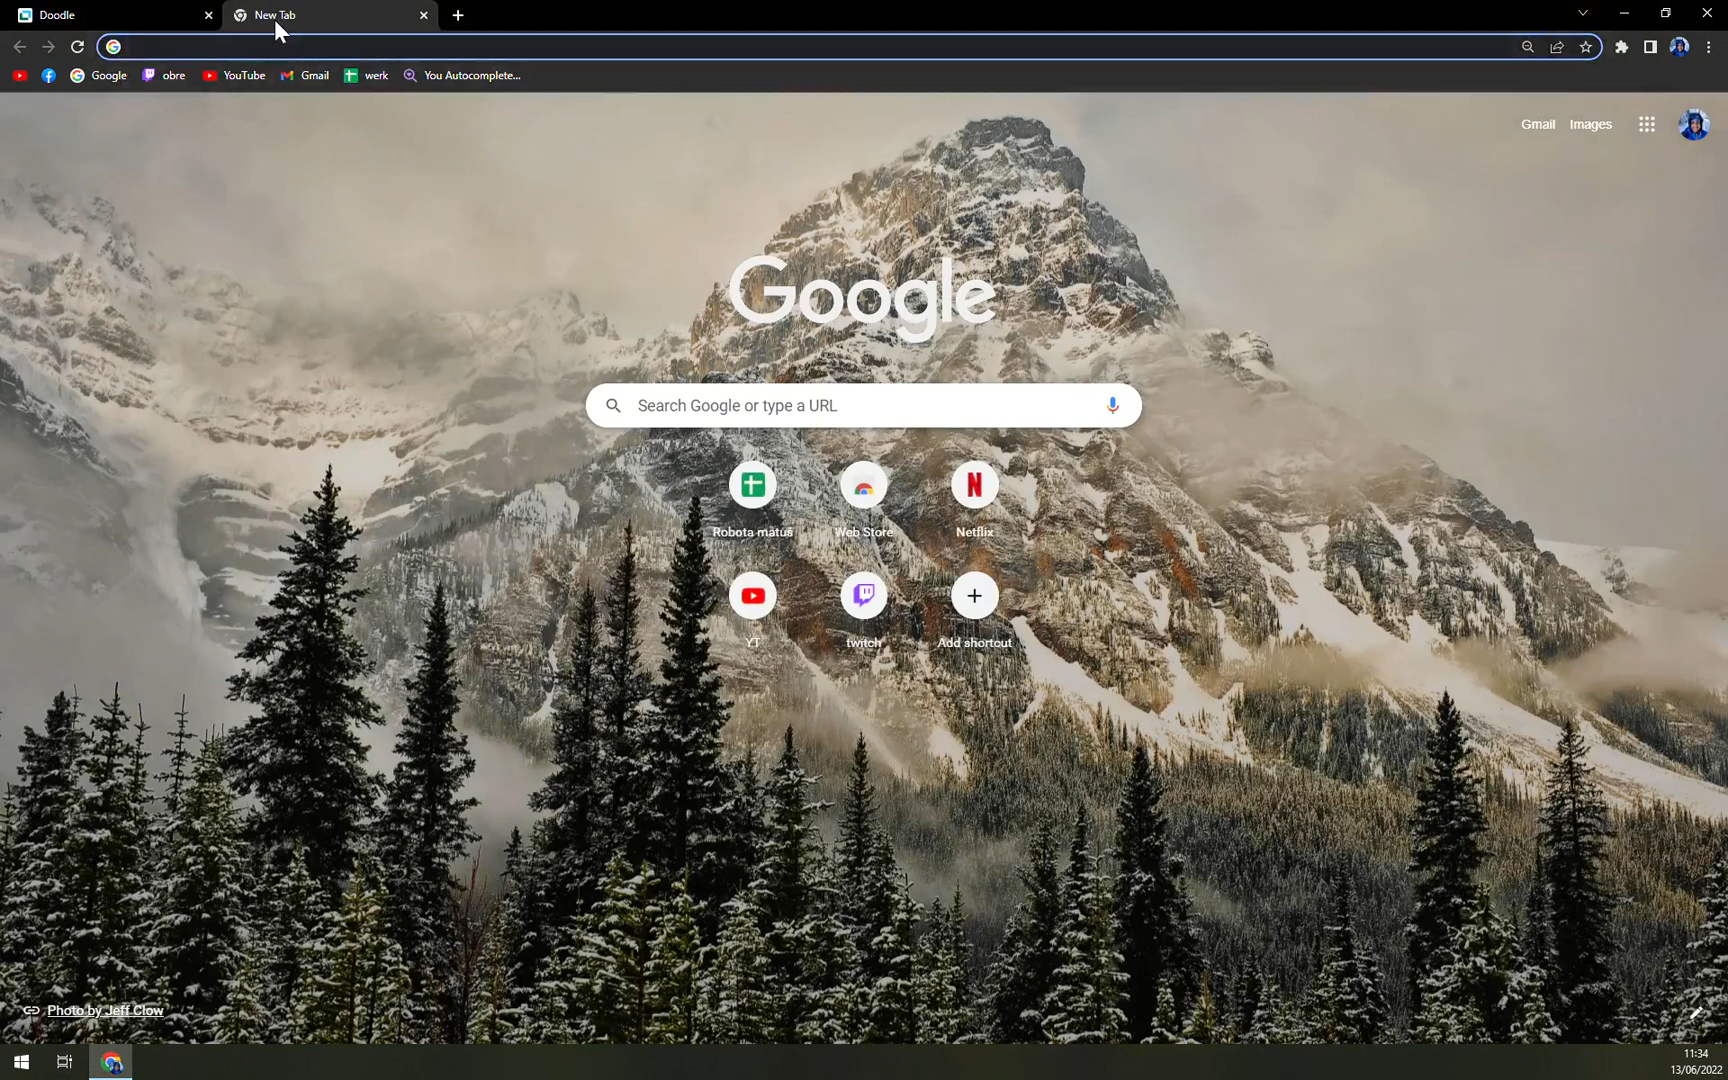 Doodle
New Tab
Google
obre
YouTube
Gmail
werk
You Autocomplete...
Gmail
Images
Google
Search Google or type a URL
Robota matúš
Web Store
Netflix
YT
twitch
Add shortcut
Photo by Jeff Clow
11:34
13/06/2022